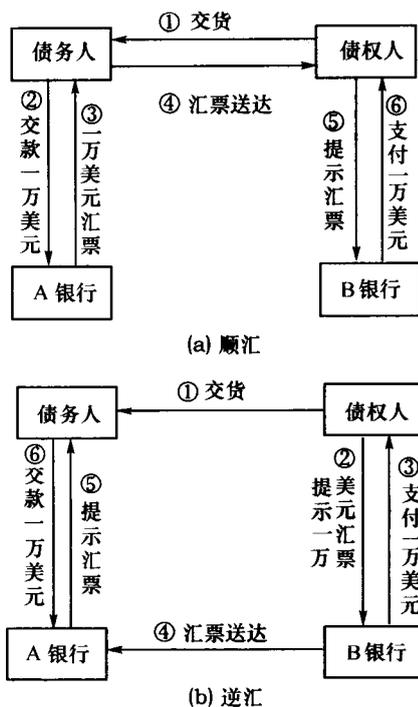 ① 交货
债务人
债权人
④ 汇票送达
②交款一万美元
③一万美元汇票
⑤提示汇票
⑥支付一万美元
A 银行
B 银行
(a) 顺汇
① 交货
债务人
债权人
⑥交款一万美元
⑤提示汇票
②美元汇票
提示一万
③支付一万美元
④ 汇票送达
A 银行
B 银行
(b) 逆汇